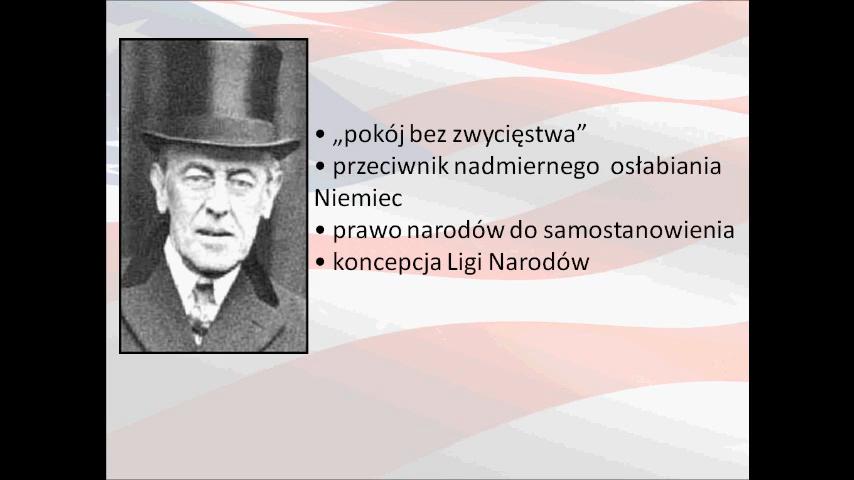 • „pokój bez zwycięstwa”
• przeciwnik nadmiernego osłabiania
Niemiec
• prawo narodów do samostanowienia
• koncepcja Ligi Narodów